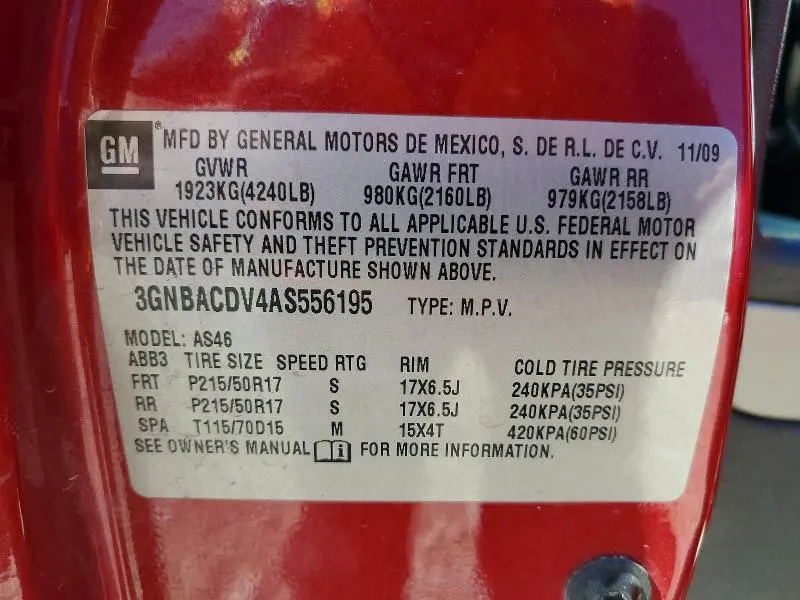 GM ® MFD BY GENERAL MOTORS DE MEXICO, S. DE R.L. DE C.V. 11/09
GVWR GAWR FRT GAWR RR
1923KG(4240LB) 980KG(2160LB) 979KG(2158LB)
THIS VEHICLE CONFORMS TO ALL APPLICABLE U.S. FEDERAL MOTOR
VEHICLE SAFETY AND THEFT PREVENTION STANDARDS IN EFFECT ON
THE DATE OF MANUFACTURE SHOWN ABOVE.
3GNBACDV4AS556195 TYPE: M.P.V.
MODEL: AS46
ABB3 TIRE SIZE SPEED RTG RIM COLD TIRE PRESSURE
FRT P215/50R17 S 17X6.5J 240KPA(35PSI)
RR P215/50R17 S 17X6.5J 240KPA(35PSI)
SPA T115/70D15 M 15X4T 420KPA(60PSI)
SEE OWNER'S MANUAL i FOR MORE INFORMATION.